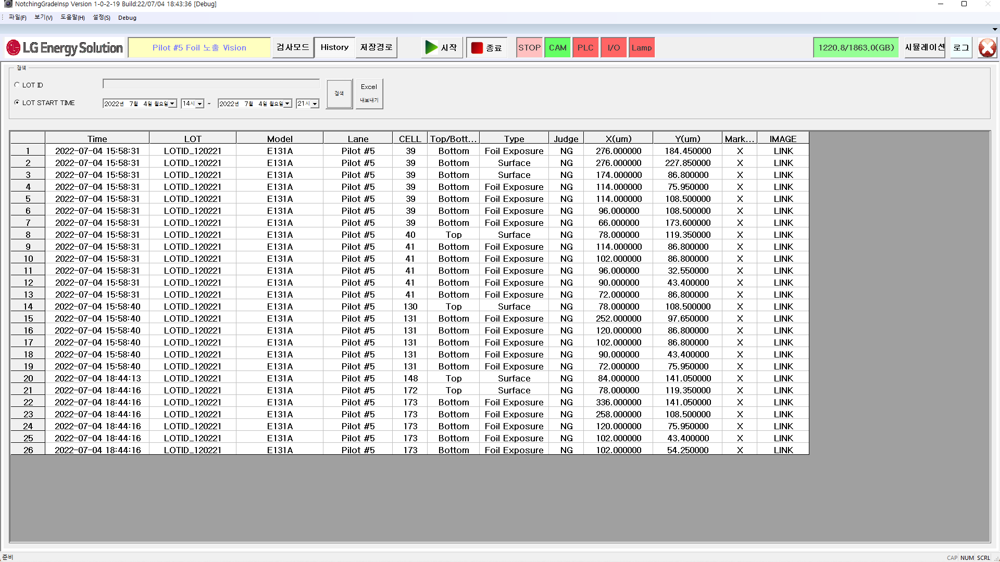 NotchingGradeInsp Version 1-0-2-19 Build:22/07/04 18:43:36 [Debug]
파일(F) 보기(V) 도움말(H) 설정(S) Debug
LG Energy Solution Pilot #5 Foil 노출 Vision 검사모드 History 저장경로 시작 종료 STOP CAM PLC I/O Lamp 1220.8/1863.0(GB) 시뮬레이션 로그
검색
LOT ID
LOT START TIME 2022년 7월 4일 월요일 14시 ~ 2022년 7월 4일 월요일 21시 검색 Excel 내보내기
Time LOT Model Lane CELL Top/Bott... Type Judge X(um) Y(um) Mark... IMAGE
1 2022-07-04 15:58:31 LOTID_120221 E131A Pilot #5 39 Bottom Foil Exposure NG 276.000000 184.450000 X LINK
2 2022-07-04 15:58:31 LOTID_120221 E131A Pilot #5 39 Bottom Surface NG 276.000000 227.850000 X LINK
3 2022-07-04 15:58:31 LOTID_120221 E131A Pilot #5 39 Bottom Surface NG 174.000000 86.800000 X LINK
4 2022-07-04 15:58:31 LOTID_120221 E131A Pilot #5 39 Bottom Foil Exposure NG 114.000000 75.950000 X LINK
5 2022-07-04 15:58:31 LOTID_120221 E131A Pilot #5 39 Bottom Foil Exposure NG 114.000000 108.500000 X LINK
6 2022-07-04 15:58:31 LOTID_120221 E131A Pilot #5 39 Bottom Foil Exposure NG 96.000000 108.500000 X LINK
7 2022-07-04 15:58:31 LOTID_120221 E131A Pilot #5 39 Bottom Foil Exposure NG 66.000000 173.600000 X LINK
8 2022-07-04 15:58:31 LOTID_120221 E131A Pilot #5 40 Top Surface NG 78.000000 119.350000 X LINK
9 2022-07-04 15:58:31 LOTID_120221 E131A Pilot #5 41 Bottom Foil Exposure NG 114.000000 86.800000 X LINK
10 2022-07-04 15:58:31 LOTID_120221 E131A Pilot #5 41 Bottom Foil Exposure NG 102.000000 86.800000 X LINK
11 2022-07-04 15:58:31 LOTID_120221 E131A Pilot #5 41 Bottom Foil Exposure NG 96.000000 32.550000 X LINK
12 2022-07-04 15:58:31 LOTID_120221 E131A Pilot #5 41 Bottom Foil Exposure NG 90.000000 43.400000 X LINK
13 2022-07-04 15:58:31 LOTID_120221 E131A Pilot #5 41 Bottom Foil Exposure NG 72.000000 86.800000 X LINK
14 2022-07-04 15:58:40 LOTID_120221 E131A Pilot #5 130 Top Surface NG 78.000000 108.500000 X LINK
15 2022-07-04 15:58:40 LOTID_120221 E131A Pilot #5 131 Bottom Foil Exposure NG 252.000000 97.650000 X LINK
16 2022-07-04 15:58:40 LOTID_120221 E131A Pilot #5 131 Bottom Foil Exposure NG 120.000000 86.800000 X LINK
17 2022-07-04 15:58:40 LOTID_120221 E131A Pilot #5 131 Bottom Foil Exposure NG 102.000000 86.800000 X LINK
18 2022-07-04 15:58:40 LOTID_120221 E131A Pilot #5 131 Bottom Foil Exposure NG 90.000000 43.400000 X LINK
19 2022-07-04 15:58:40 LOTID_120221 E131A Pilot #5 131 Bottom Foil Exposure NG 72.000000 75.950000 X LINK
20 2022-07-04 18:44:13 LOTID_120221 E131A Pilot #5 148 Top Surface NG 84.000000 141.050000 X LINK
21 2022-07-04 18:44:16 LOTID_120221 E131A Pilot #5 172 Top Surface NG 78.000000 119.350000 X LINK
22 2022-07-04 18:44:16 LOTID_120221 E131A Pilot #5 173 Bottom Foil Exposure NG 336.000000 141.050000 X LINK
23 2022-07-04 18:44:16 LOTID_120221 E131A Pilot #5 173 Bottom Foil Exposure NG 258.000000 108.500000 X LINK
24 2022-07-04 18:44:16 LOTID_120221 E131A Pilot #5 173 Bottom Foil Exposure NG 120.000000 75.950000 X LINK
25 2022-07-04 18:44:16 LOTID_120221 E131A Pilot #5 173 Bottom Foil Exposure NG 102.000000 43.400000 X LINK
26 2022-07-04 18:44:16 LOTID_120221 E131A Pilot #5 173 Bottom Foil Exposure NG 102.000000 54.250000 X LINK
준비 CAP NUM SCRL